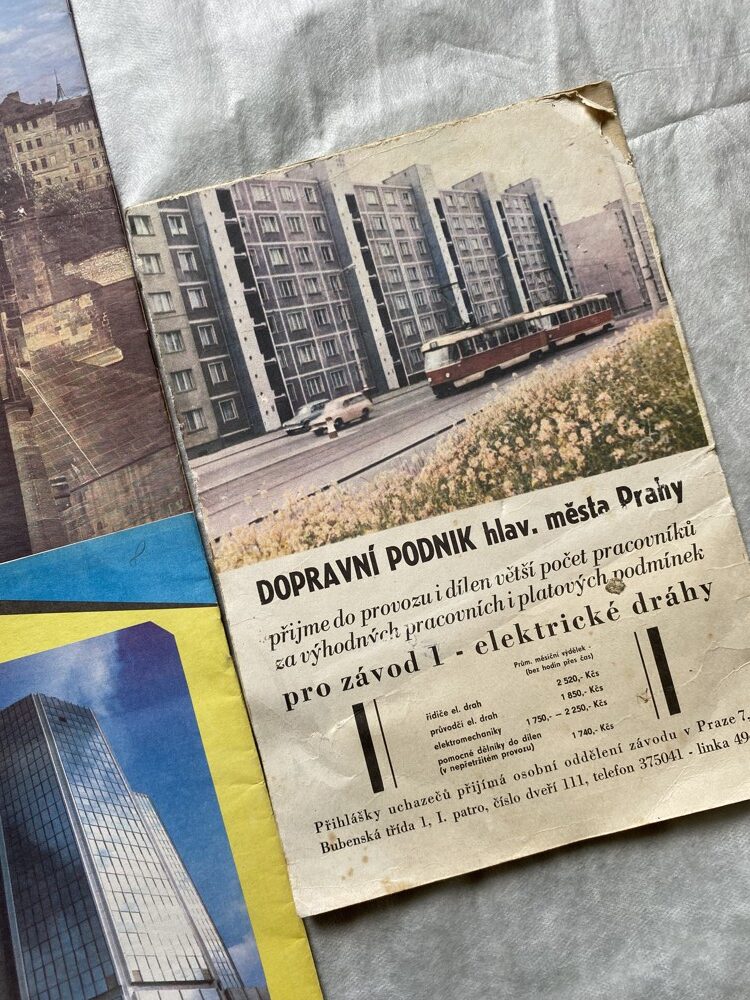 DOPRAVNÍ PODNIK hlav. města Prahy
přijme do provozu i dílen větší počet pracovníků
za výhodných pracovních i platových podmínek
pro závod 1 - elektrické dráhy
Prům. měsíční výdělek -
(bez hodin přes čas)
řidiče el. drah 2 520,- Kčs
průvodčí el. drah 1 850,- Kčs
elektromechaniky 1 750,- — 2 250,- Kčs
pomocné dělníky do dílen 1 740,- Kčs
(v nepřetržitém provozu)
Přihlášky uchazečů přijímá osobní oddělení závodu v Praze 7,
Bubenská třída 1, I. patro, číslo dveří 111, telefon 375041 - linka 49